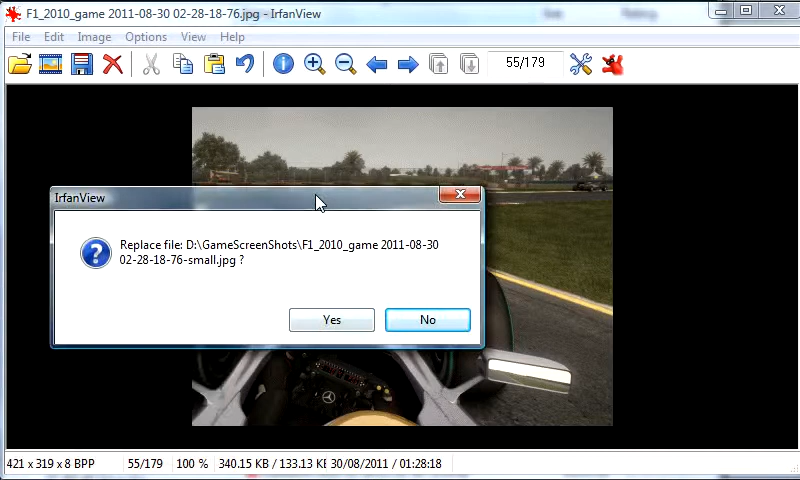 F1_2010_game 2011-08-30 02-28-18-76.jpg - IrfanView
File Edit Image Options View Help
55/179
IrfanView
Replace file: D:\GameScreenShots\F1_2010_game 2011-08-30
02-28-18-76-small.jpg ?
Yes No
421 x 319 x 8 BPP 55/179 100 % 340.15 KB / 133.13 KE 30/08/2011 / 01:28:18